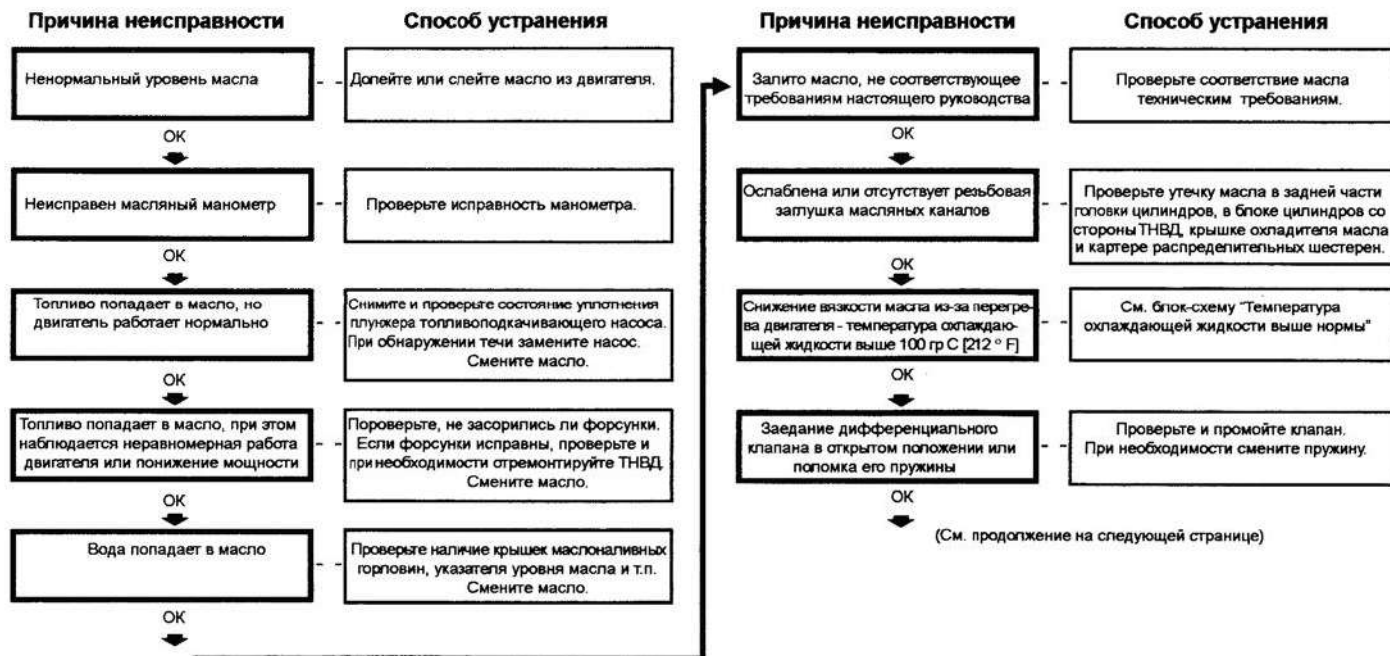 Причина неисправности
Способ устранения
Ненормальный уровень масла
Долейте или слейте масло из двигателя.
ОК
Неисправен масляный манометр
Проверьте исправность манометра.
ОК
Топливо попадает в масло, но
двигатель работает нормально
Снимите и проверьте состояние уплотнения
плунжера топливоподкачивающего насоса.
При обнаружении течи замените насос.
Смените масло.
ОК
Топливо попадает в масло, при этом
наблюдается неравномерная работа
двигателя или понижение мощности
Пороверьте, не засорились ли форсунки.
Если форсунки исправны, проверьте и
при необходимости отремонтируйте ТНВД.
Смените масло.
ОК
Вода попадает в масло
Проверьте наличие крышек маслоналивных
горловин, указателя уровня масла и т.п.
Смените масло.
ОК
Причина неисправности
Способ устранения
Залито масло, не соответствующее
требованиям настоящего руководства
Проверьте соответствие масла
техническим требованиям.
ОК
Ослаблена или отсутствует резьбовая
заглушка масляных каналов
Проверьте утечку масла в задней части
головки цилиндров, в блоке цилиндров со
стороны ТНВД, крышке охладителя масла
и картере распределительных шестерен.
ОК
Снижение вязкости масла из-за перегре-
ва двигателя - температура охлаждаю-
щей жидкости выше 100 гр С [212 ° F]
См. блок-схему "Температура
охлаждающей жидкости выше нормы"
ОК
Заедание дифференциального
клапана в открытом положении или
поломка его пружины
Проверьте и промойте клапан.
При необходимости смените пружину.
ОК
(См. продолжение на следующей странице)